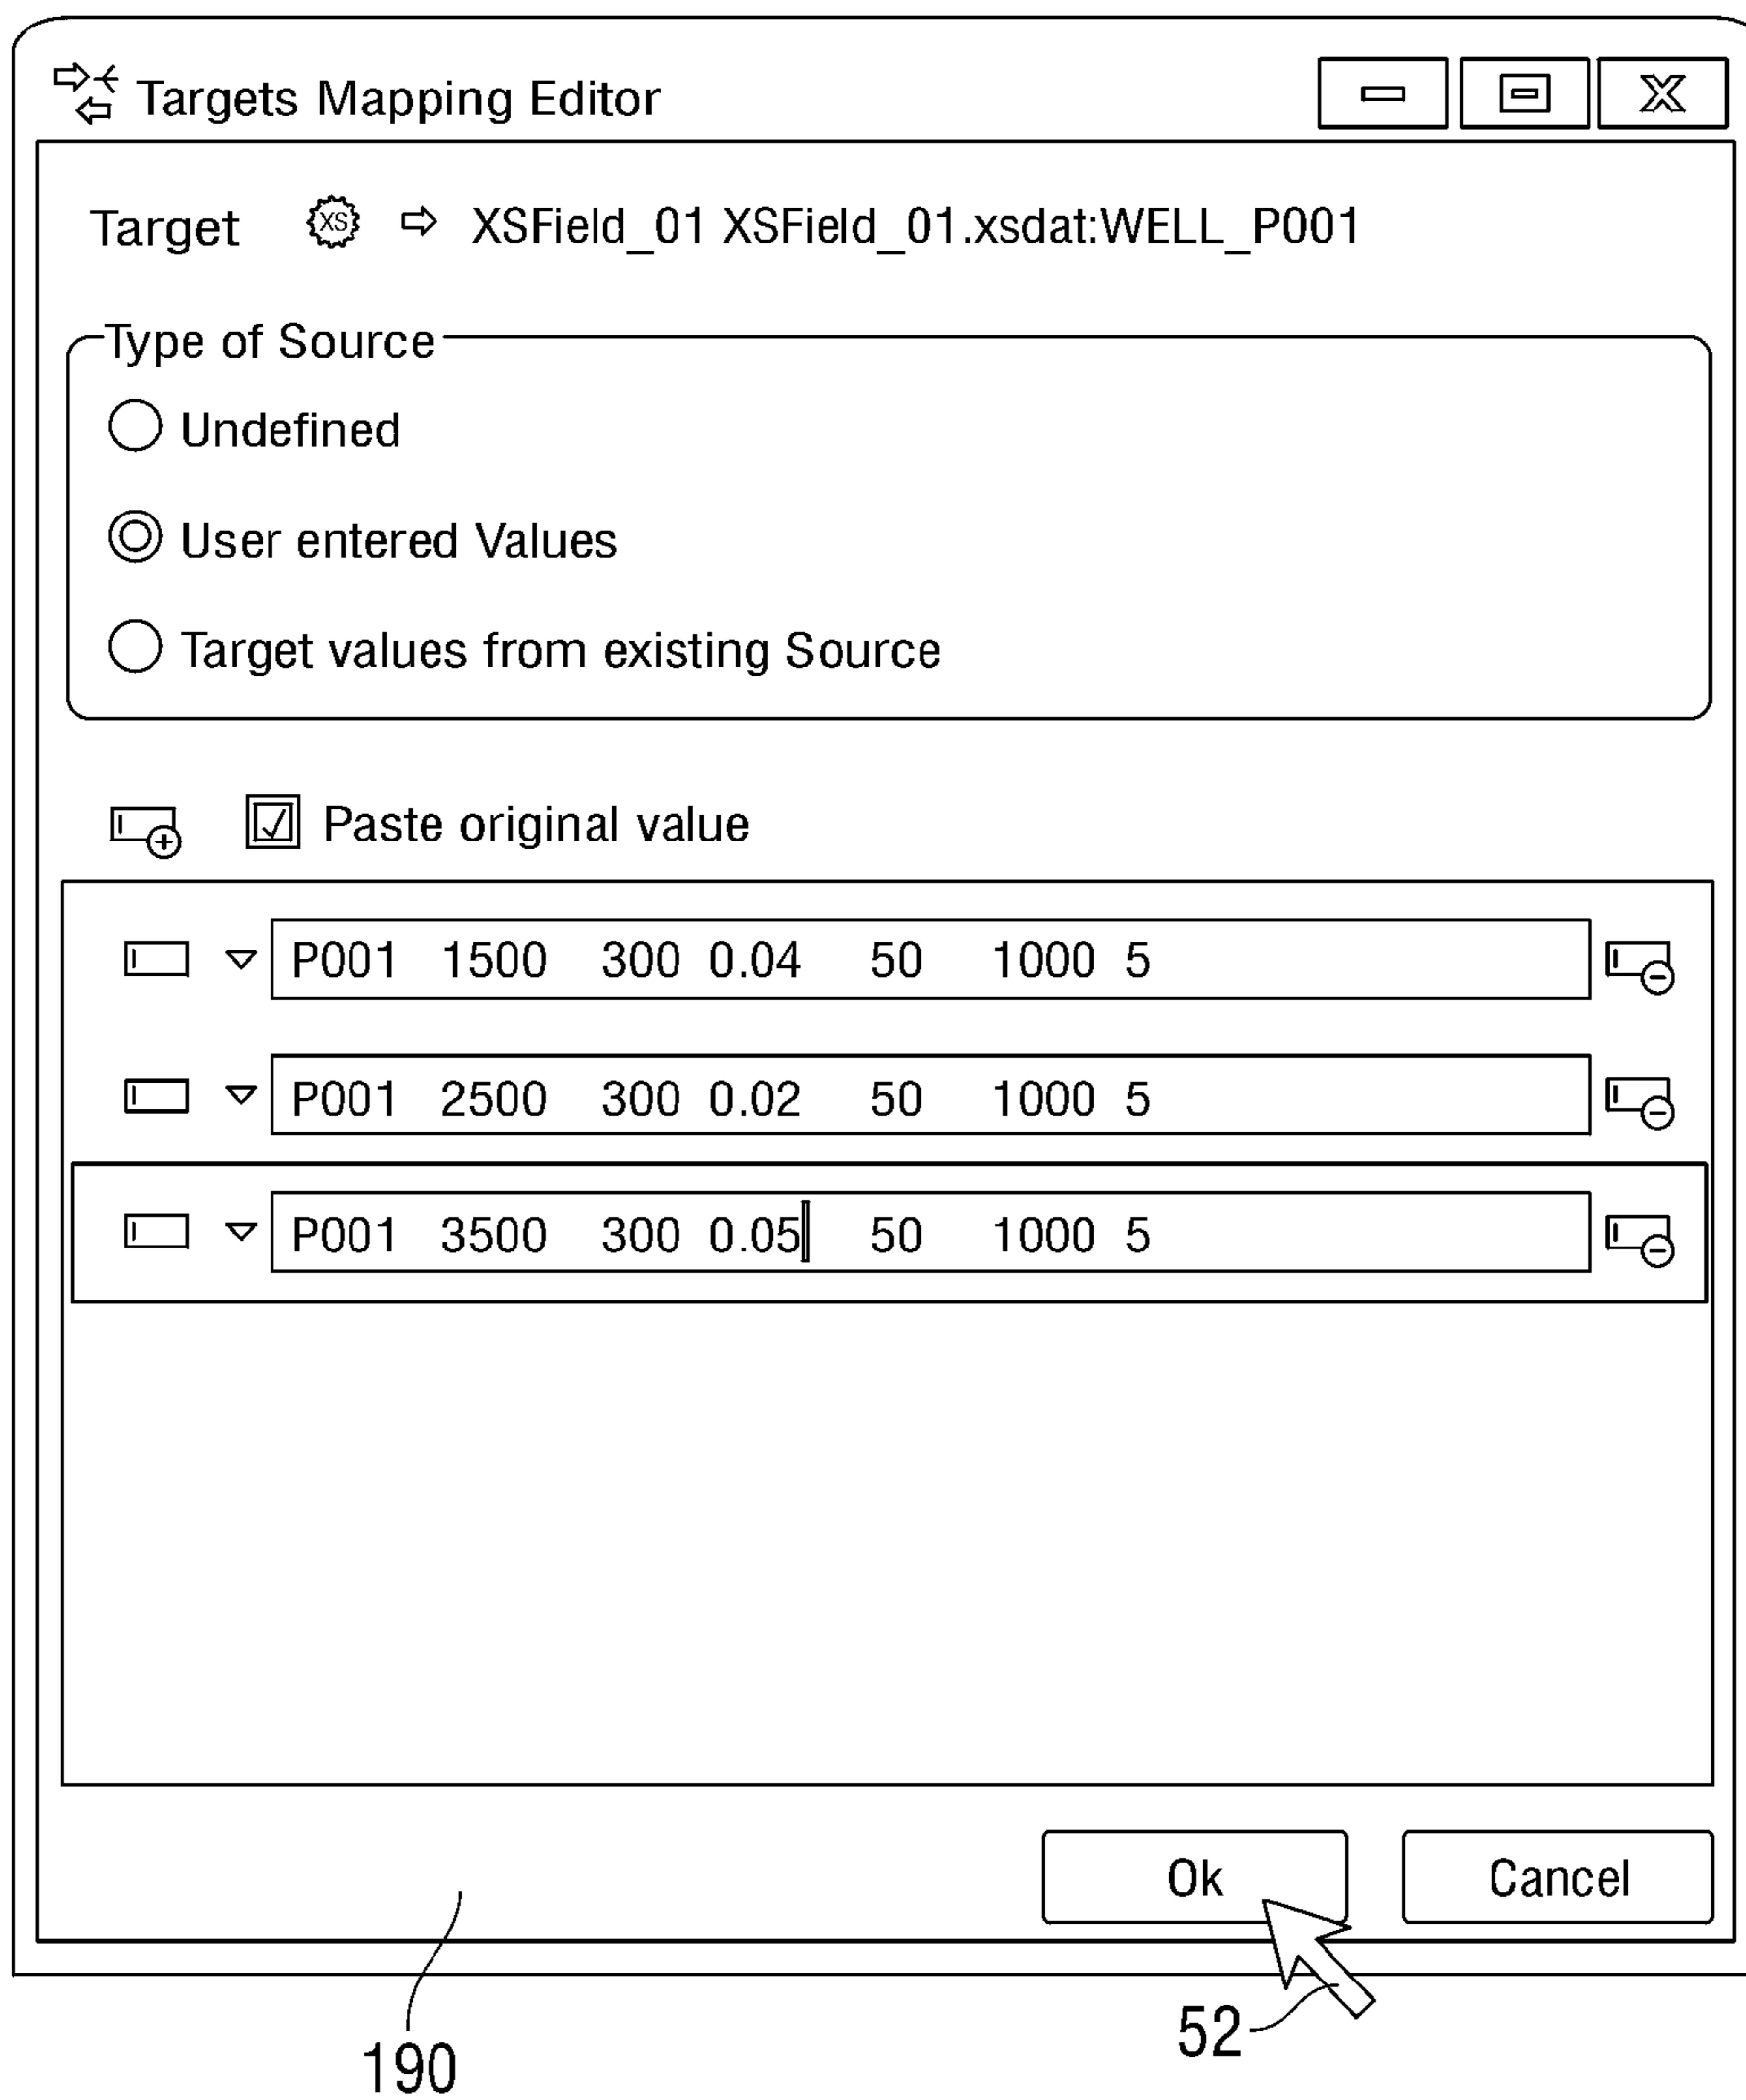 Targets Mapping Editor
Target XS XSField_01 XSField_01.xsdat:WELL_P001
Type of Source
Undefined
User entered Values
Target values from existing Source
Paste original value
P001 1500 300 0.04 50 1000 5
P001 2500 300 0.02 50 1000 5
P001 3500 300 0.05 50 1000 5
Ok Cancel
52
190